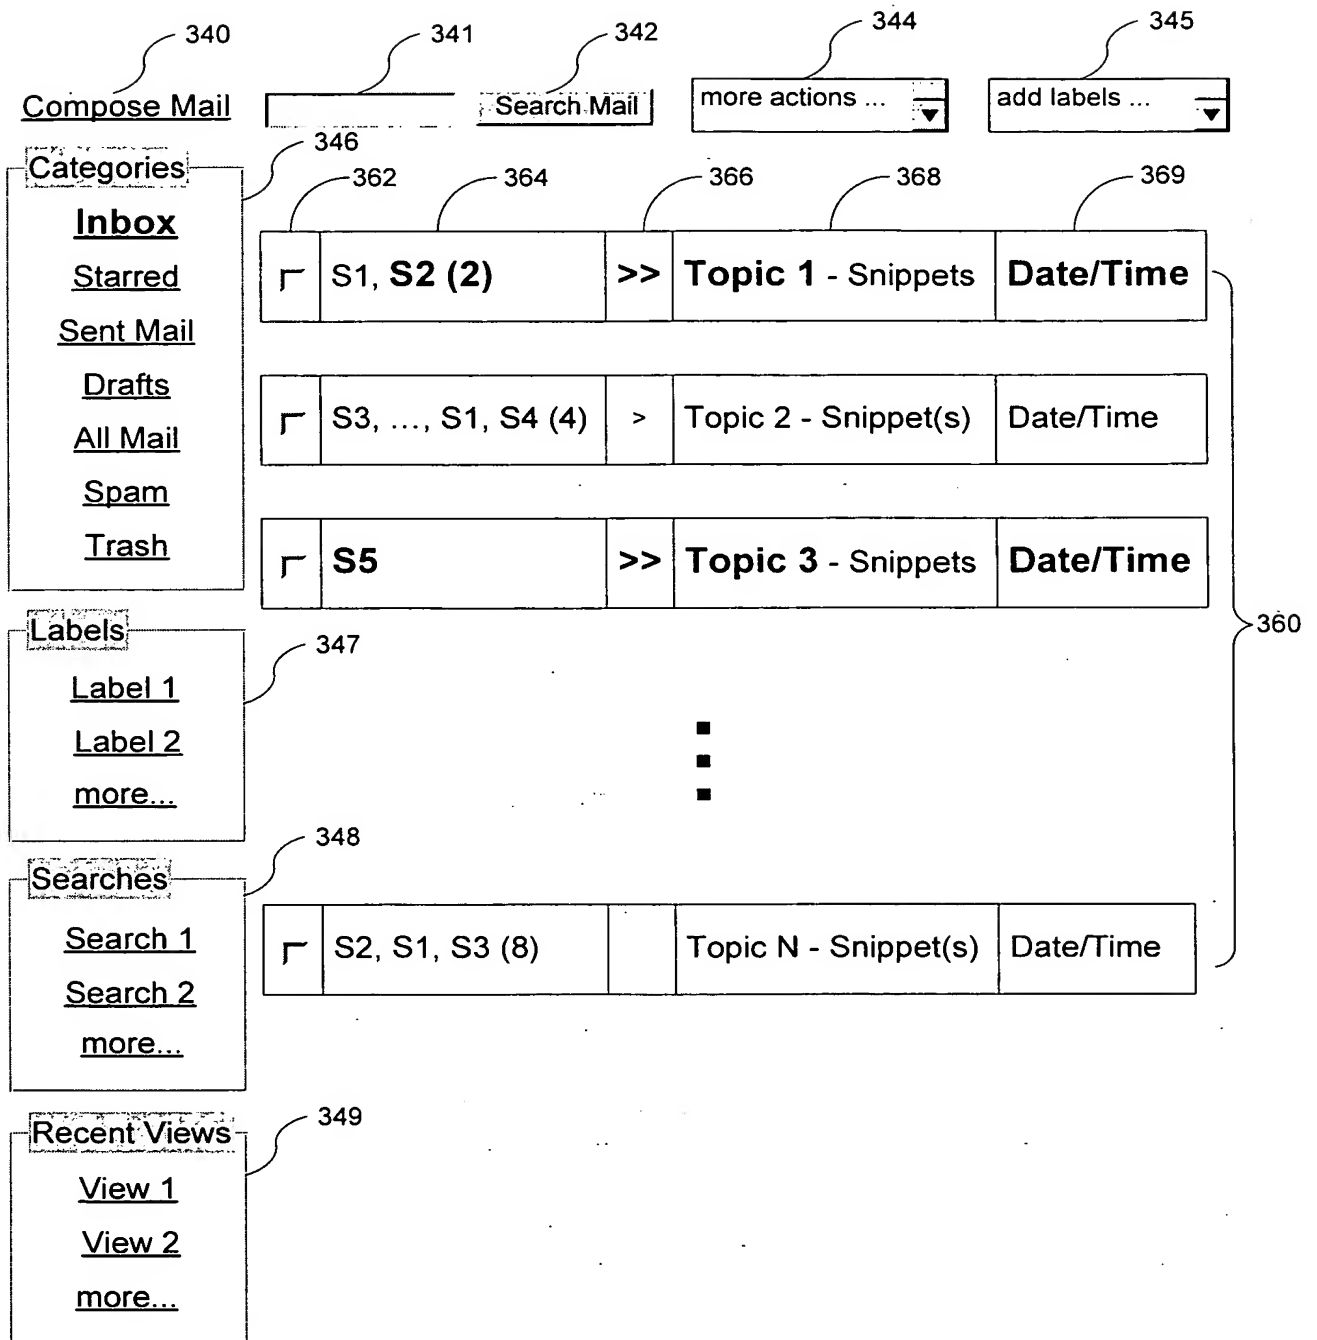 340 341 342 344 345
Compose Mail Search Mail more actions ... add labels ...
346
Categories
362 364 366 368 369
Inbox
Starred
Sent Mail
Drafts
All Mail
Spam
Trash
S1, S2 (2) >> Topic 1 - Snippets Date/Time
S3, ..., S1, S4 (4) > Topic 2 - Snippet(s) Date/Time
S5 >> Topic 3 - Snippets Date/Time
360
Labels
347
Label 1
Label 2
more...
348
Searches
Search 1
Search 2
more...
S2, S1, S3 (8) Topic N - Snippet(s) Date/Time
349
Recent Views
View 1
View 2
more...